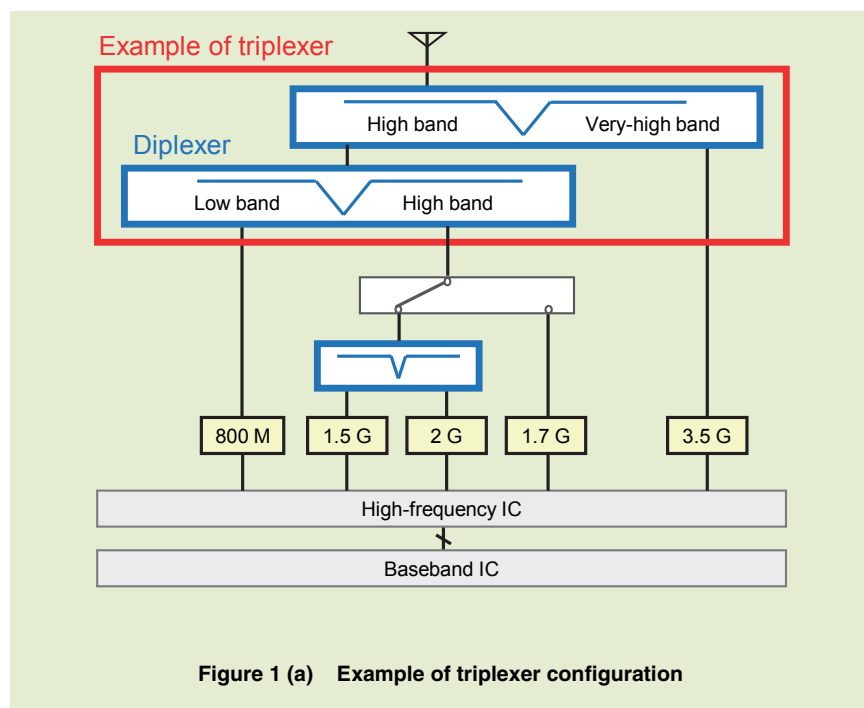 Example of triplexer
High band
Very-high band
Diplexer
Low band
High band
800 M
1.5 G
2 G
1.7 G
3.5 G
High-frequency IC
Baseband IC
Figure 1 (a) Example of triplexer configuration